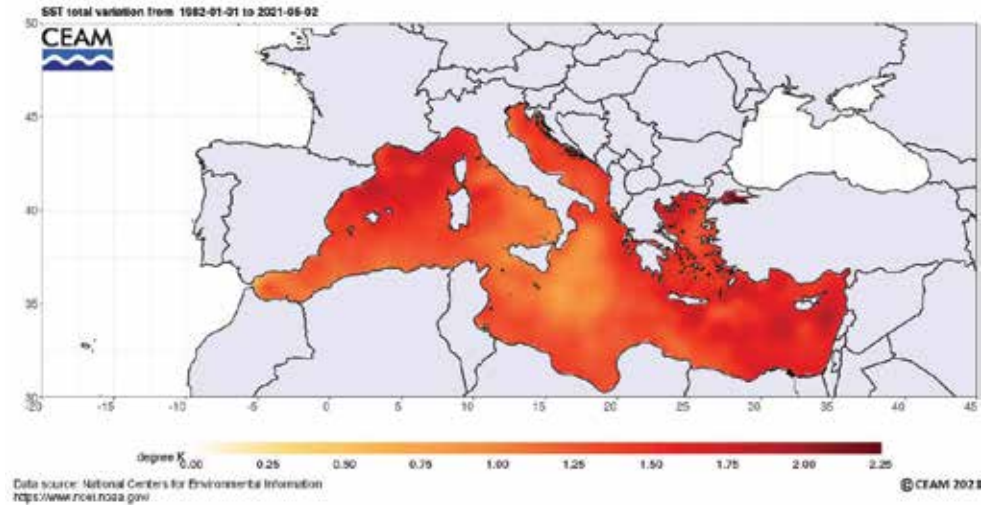 SST total variation from 1982-01-01 to 2021-05-02
CEAM
50
45
40
35
30
-20 -15 -10 -5 0 5 10 15 20 25 30 35 40 45
degree K
0.00 0.25 0.50 0.75 1.00 1.25 1.50 1.75 2.00 2.25
Data source: National Centers for Environmental Information
https://www.ncei.noaa.gov/
©CEAM 2021